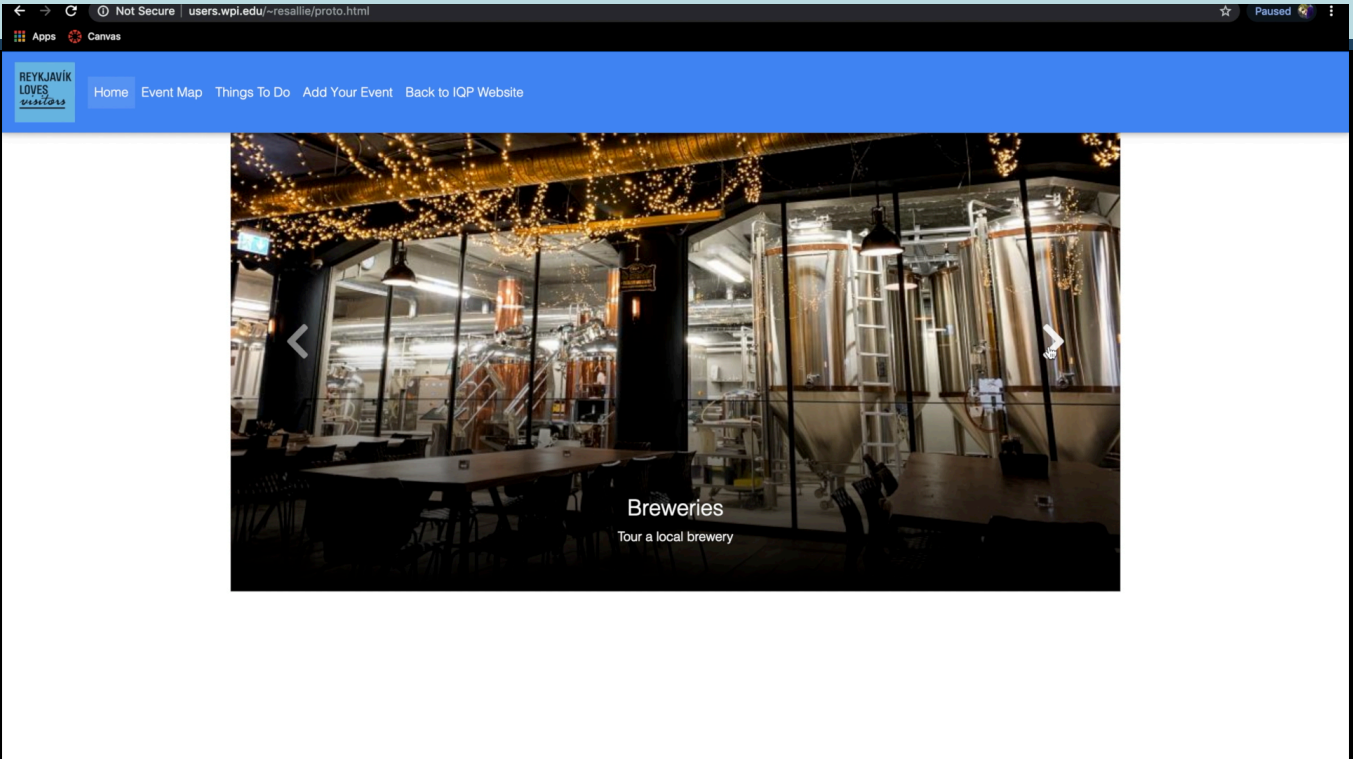 Not Secure | users.wpi.edu/~resallie/proto.html
Paused
Apps Canvas
REYKJAVÍK
LOVES
visitors
Home Event Map Things To Do Add Your Event Back to IQP Website
Breweries
Tour a local brewery